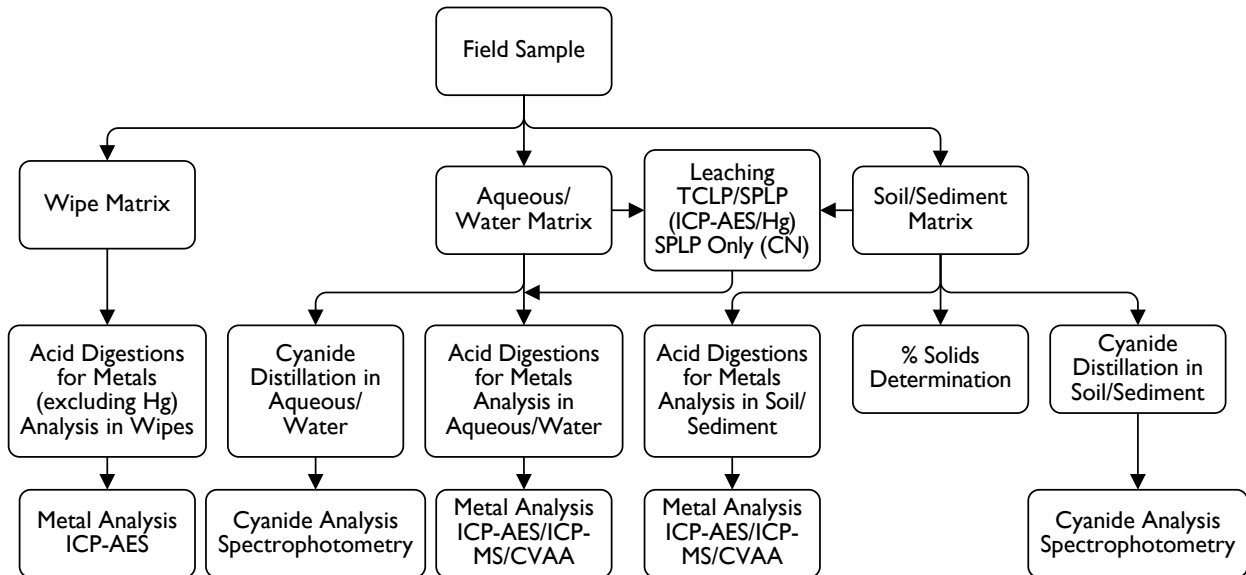 Field Sample
Wipe Matrix
Aqueous/
Water Matrix
Leaching
TCLP/SPLP
(ICP-AES/Hg)
SPLP Only (CN)
Soil/Sediment
Matrix
Acid Digestions
for Metals
(excluding Hg)
Analysis in Wipes
Cyanide
Distillation in
Aqueous/
Water
Acid Digestions
for Metals
Analysis in
Aqueous/Water
Acid Digestions
for Metals
Analysis in Soil/
Sediment
% Solids
Determination
Cyanide
Distillation in
Soil/Sediment
Metal Analysis
ICP-AES
Cyanide Analysis
Spectrophotometry
Metal Analysis
ICP-AES/ICP-
MS/CVAA
Metal Analysis
ICP-AES/ICP-
MS/CVAA
Cyanide Analysis
Spectrophotometry